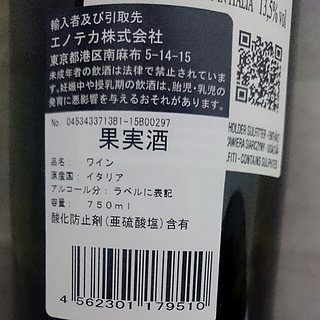 輸入者及び引取先
エノテカ株式会社
東京都港区南麻布5-14-15
未成年者の飲酒は法律で禁止されています。妊娠中や授乳期の飲酒は、胎児・乳児の
発育に悪影響を与えるおそれがあります。
No. 0453433713B1-15B00297
果実酒
品名: ワイン
原産国: イタリア
アルコール分: ラベルに表記
容量: 750ml
酸化防止剤(亜硫酸塩)含有
4 562301 179510
13,5% vol
CONTAINS SULPHITES